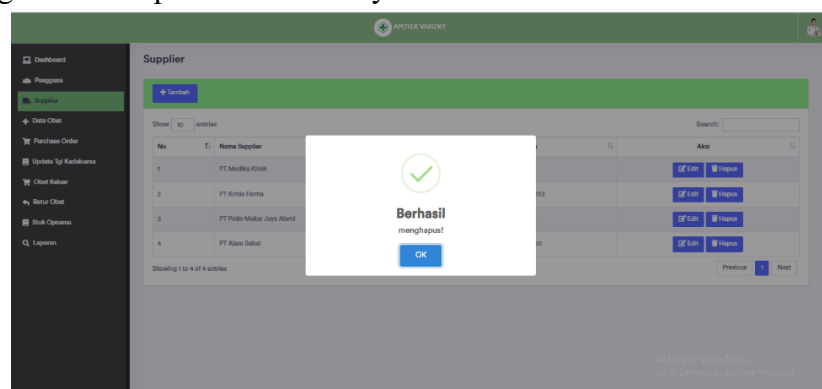 APOTEK VARIZKY
Dashboard
Pengguna
Supplier
Data Obat
Purchase Order
Update Tgl Kadaluarsa
Obat Keluar
Retur Obat
Stok Opname
Laporan
Supplier
+ Tambah
Show 10 entries
Search:
No Nama Supplier Aksi
1 PT Medika Klinik Edit Hapus
2 PT Kimia Farma Edit Hapus
3 PT Podo Mekar Jaya Alami Edit Hapus
4 PT Alam Sehat Edit Hapus
Showing 1 to 4 of 4 entries
Previous 1 Next
Berhasil
menghapus!
OK
Activate Windows
Go to Settings to activate Windows.